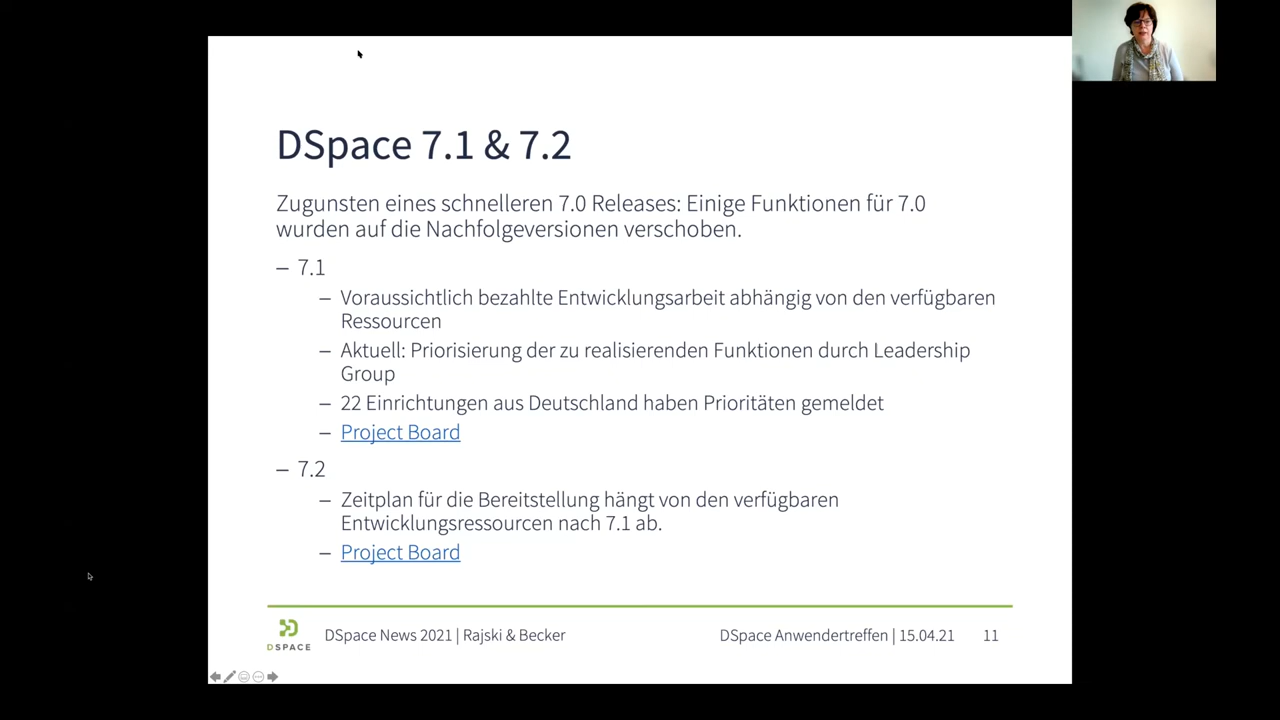 DSpace 7.1 & 7.2
Zugunsten eines schnelleren 7.0 Releases: Einige Funktionen für 7.0
wurden auf die Nachfolgeversionen verschoben.
– 7.1
– Voraussichtlich bezahlte Entwicklungsarbeit abhängig von den verfügbaren
Ressourcen
– Aktuell: Priorisierung der zu realisierenden Funktionen durch Leadership
Group
– 22 Einrichtungen aus Deutschland haben Prioritäten gemeldet
– Project Board
– 7.2
– Zeitplan für die Bereitstellung hängt von den verfügbaren
Entwicklungsressourcen nach 7.1 ab.
– Project Board
DSPACE
DSpace News 2021 | Rajski & Becker
DSpace Anwendertreffen | 15.04.21
11